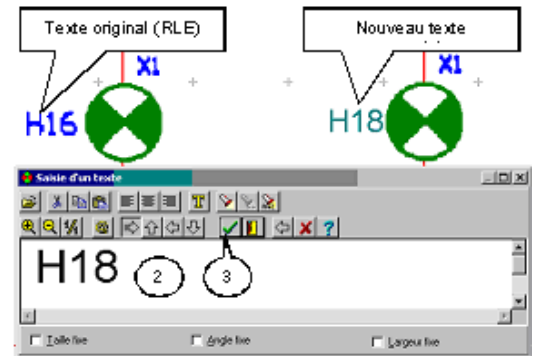 Texte original (RLE)
Nouveau texte
X1
X1
H16
H18
Saisie d'un texte
H18
2
3
Taille fixe
Angle fixe
Largeur fixe